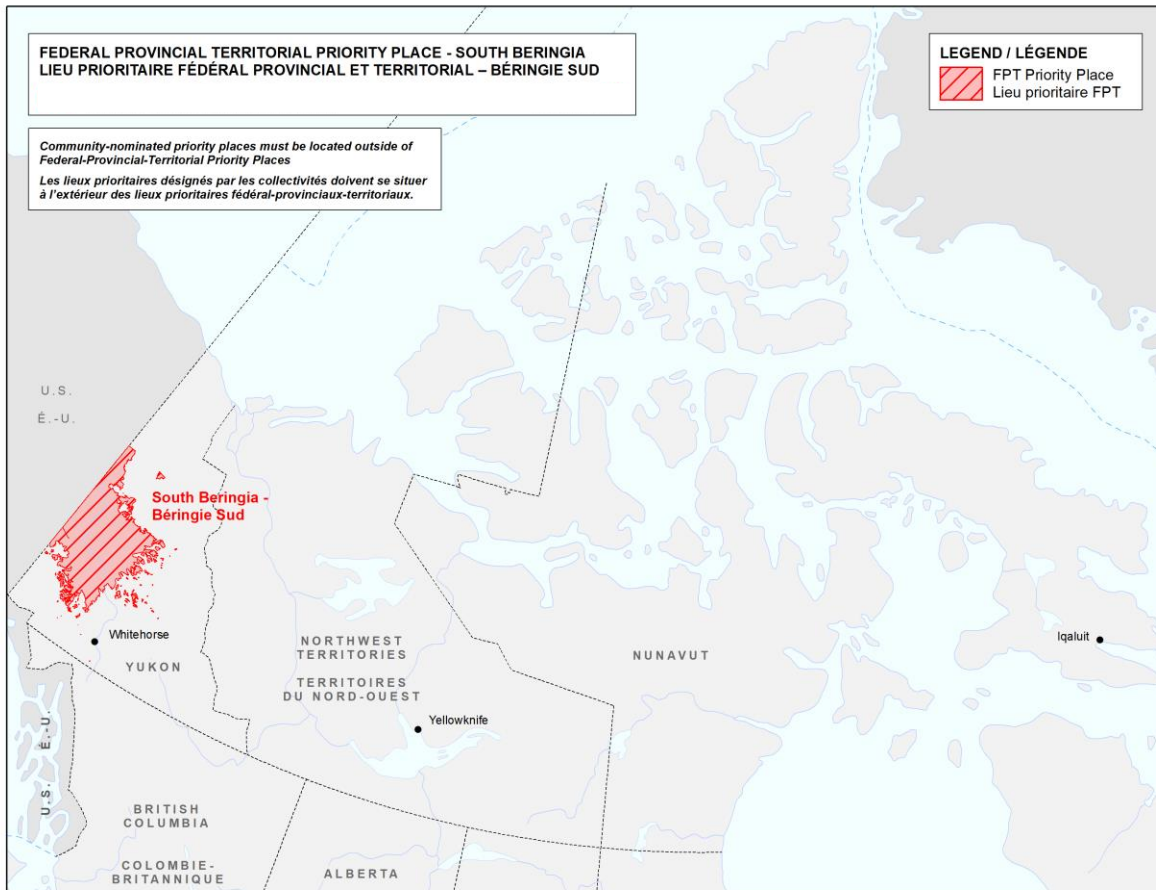 FEDERAL PROVINCIAL TERRITORIAL PRIORITY PLACE - SOUTH BERINGIA
LIEU PRIORITAIRE FÉDÉRAL PROVINCIAL ET TERRITORIAL – BÉRINGIE SUD
LEGEND / LÉGENDE
FPT Priority Place
Lieu prioritaire FPT
Community-nominated priority places must be located outside of
Federal-Provincial-Territorial Priority Places
Les lieux prioritaires désignés par les collectivités doivent se situer
à l'extérieur des lieux prioritaires fédéral-provinciaux-territoriaux.
U.S.
É.-U.
South Beringia -
Béringie Sud
Whitehorse
YUKON
NORTHWEST
TERRITORIES
TERRITOIRES
DU NORD-OUEST
Yellowknife
NUNAVUT
Iqaluit
U.S. É.-U.
BRITISH
COLUMBIA
COLOMBIE-
BRITANNIQUE
ALBERTA